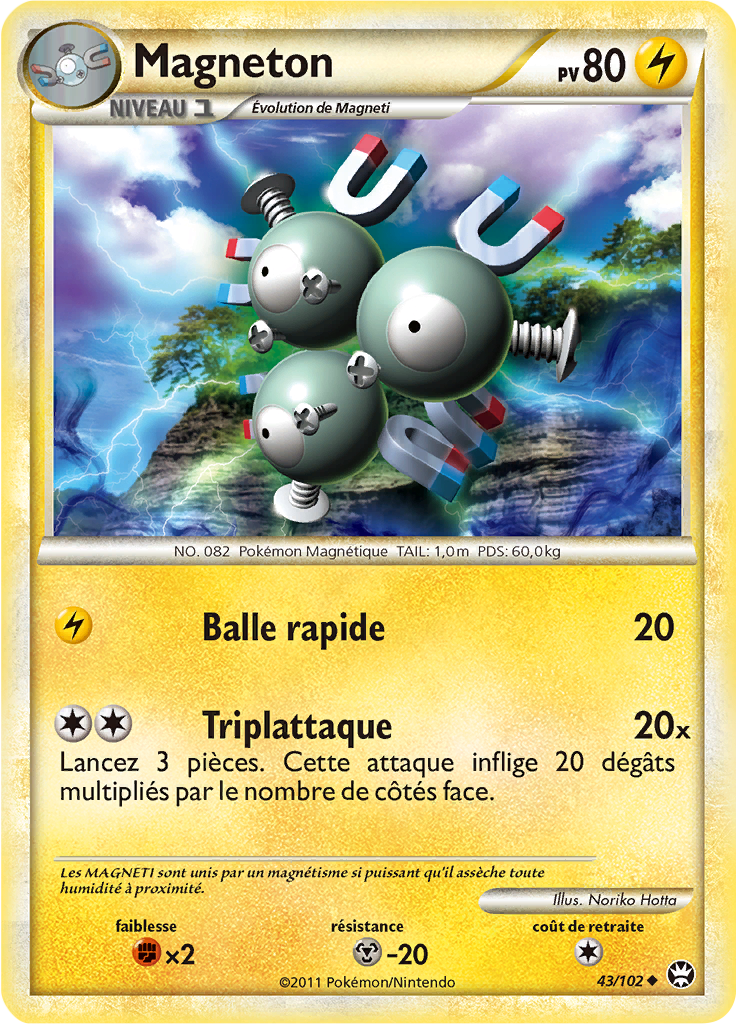 Magneton
PV 80
NIVEAU 1
Évolution de Magneti
NO. 082 Pokémon Magnétique TAIL: 1,0m PDS: 60,0kg
Balle rapide 20
Triplattaque 20x
Lancez 3 pièces. Cette attaque inflige 20 dégâts
multipliés par le nombre de côtés face.
Les MAGNETI sont unis par un magnétisme si puissant qu'il assèche toute
humidité à proximité.
Illus. Noriko Hotta
faiblesse résistance coût de retraite
×2 -20
©2011 Pokémon/Nintendo
43/102